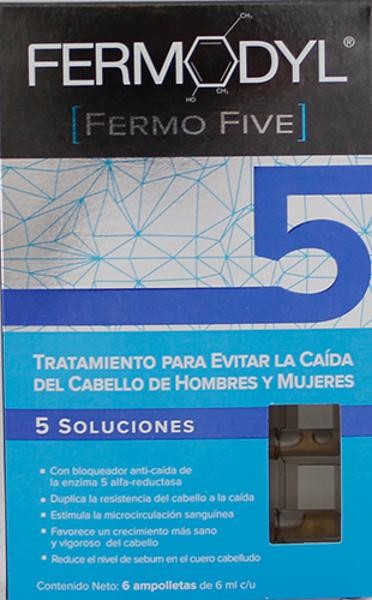 FERMODYL®
CH₃
HO
CH₃
[FERMO FIVE]
5
TRATAMIENTO PARA EVITAR LA CAÍDA
DEL CABELLO DE HOMBRES Y MUJERES
5 SOLUCIONES
• Con bloqueador anti-caída de
la enzima 5 alfa-reductasa
• Duplica la resistencia del cabello a la caída
• Estimula la microcirculación sanguínea
• Favorece un crecimiento más sano
y vigoroso del cabello
• Reduce el nivel de sebum en el cuero cabelludo
Contenido Neto: 6 ampolletas de 6 ml c/u